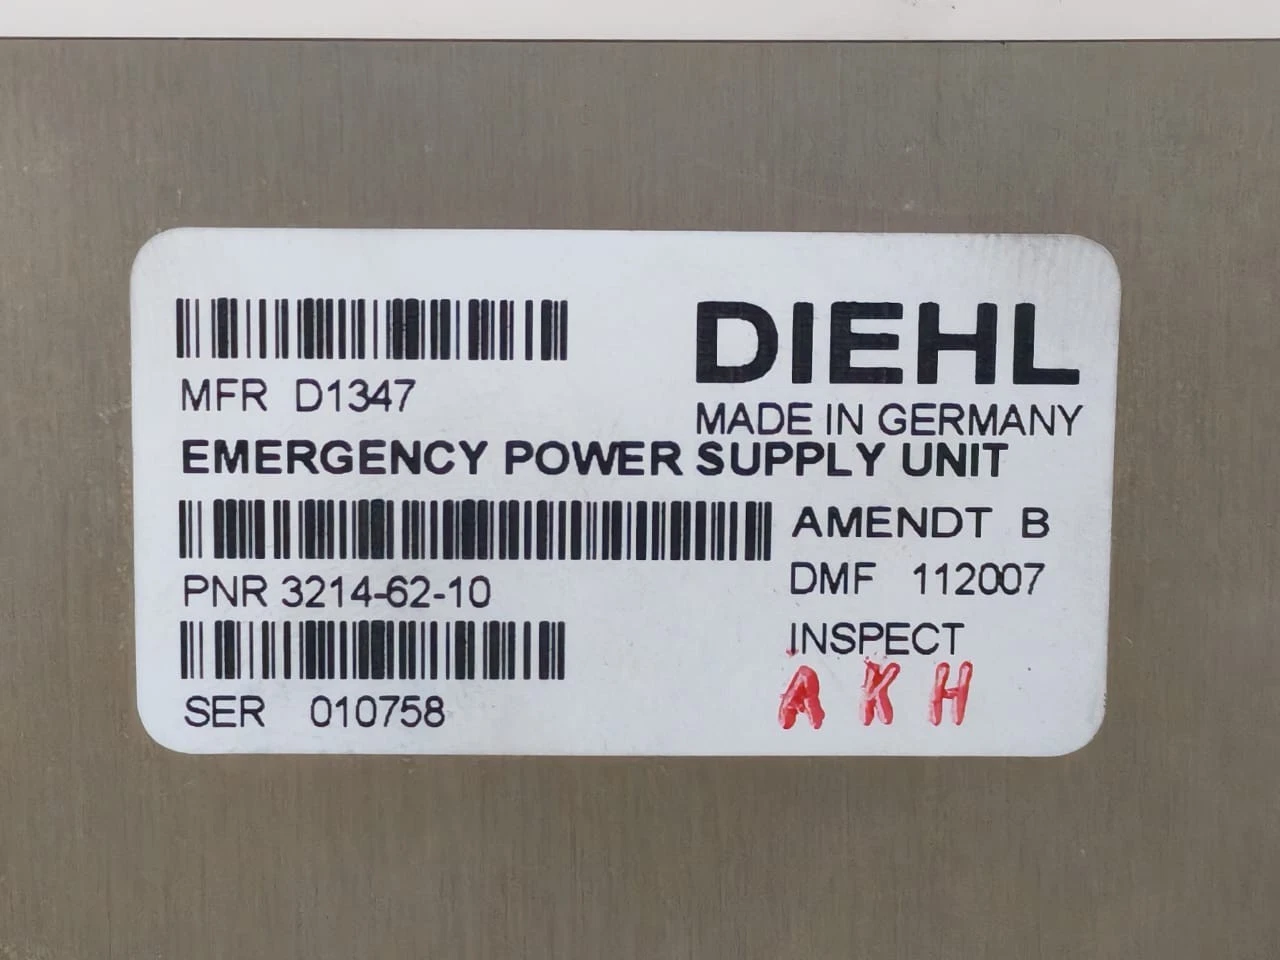 DIEHL
MFR D1347
MADE IN GERMANY
EMERGENCY POWER SUPPLY UNIT
AMENDT B
PNR 3214-62-10
DMF 112007
INSPECT
A K H
SER 010758